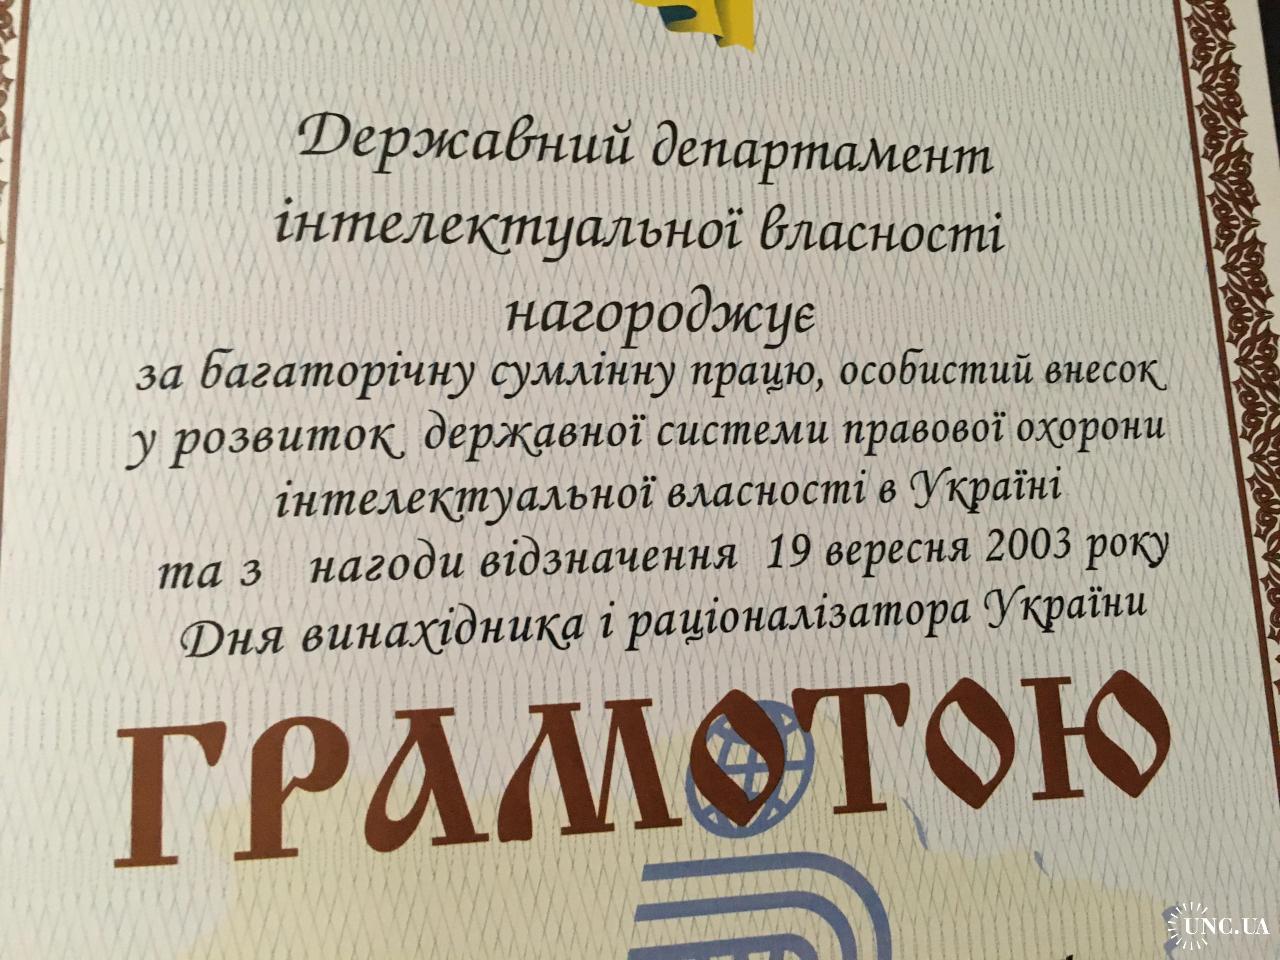 Державний департамент
інтелектуальної власності
нагороджує
за багаторічну сумлінну працю, особистий внесок
у розвиток державної системи правової охорони
інтелектуальної власності в Україні
та з нагоди відзначення 19 вересня 2003 року
Дня винахідника і раціоналізатора України
ГРАМОТОЮ
UNC.UA